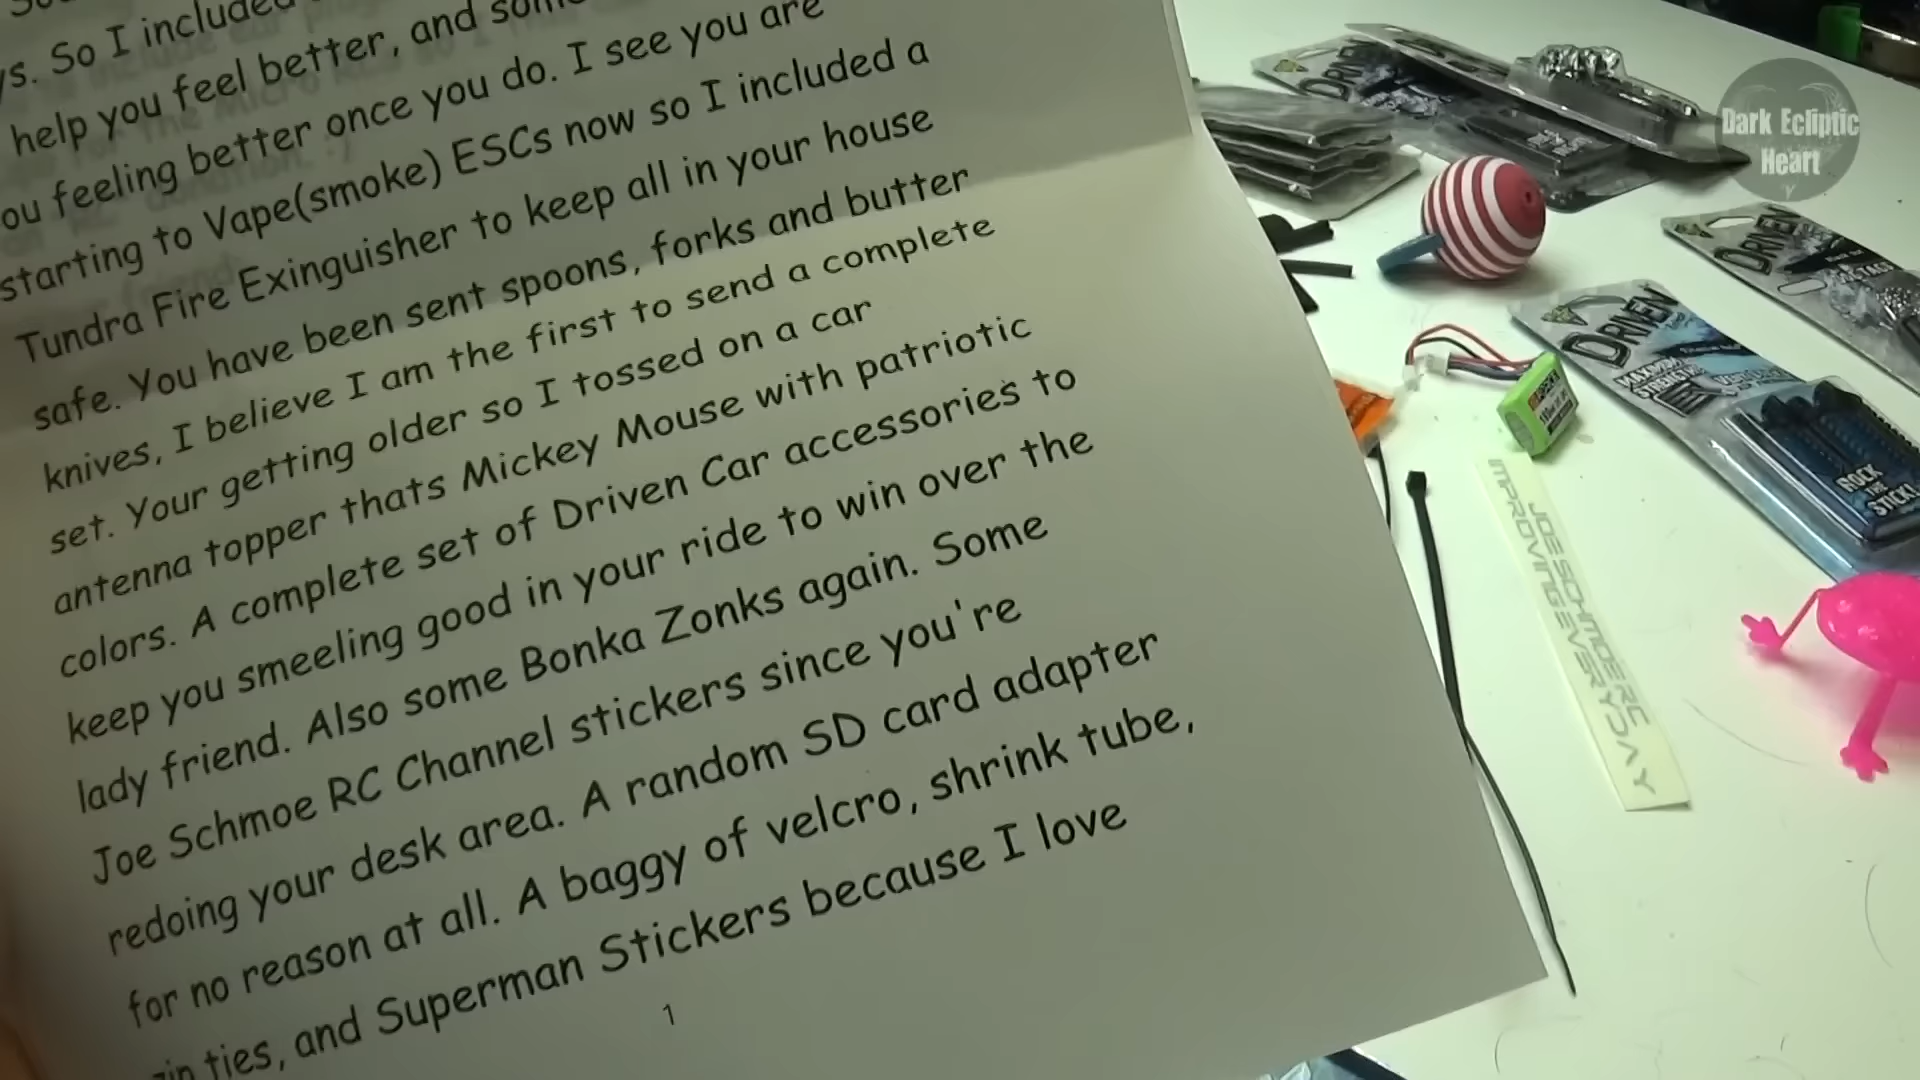 So I included
help you feel better, and
feeling better once you do. I see you are
starting to Vape(smoke) ESCs now so I included a
Tundra Fire Exinguisher to keep all in your house
safe. You have been sent spoons, forks and butter
knives, I believe I am the first to send a complete
set. Your getting older so I tossed on a car
antenna topper thats Mickey Mouse with patriotic
colors. A complete set of Driven Car accessories to
keep you smeeling good in your ride to win over the
lady friend. Also some Bonka Zonks again. Some
Joe Schmoe RC Channel stickers since you're
redoing your desk area. A random SD card adapter
for no reason at all. A baggy of velcro, shrink tube,
ties, and Superman Stickers because I love
1
Dark Ecliptic
Heart
DRIVEN
DRIVEN
DRIVEN
ROCK
THE
STICK!
JOE SCHMOE RC
IMPROVING EVERYDAY